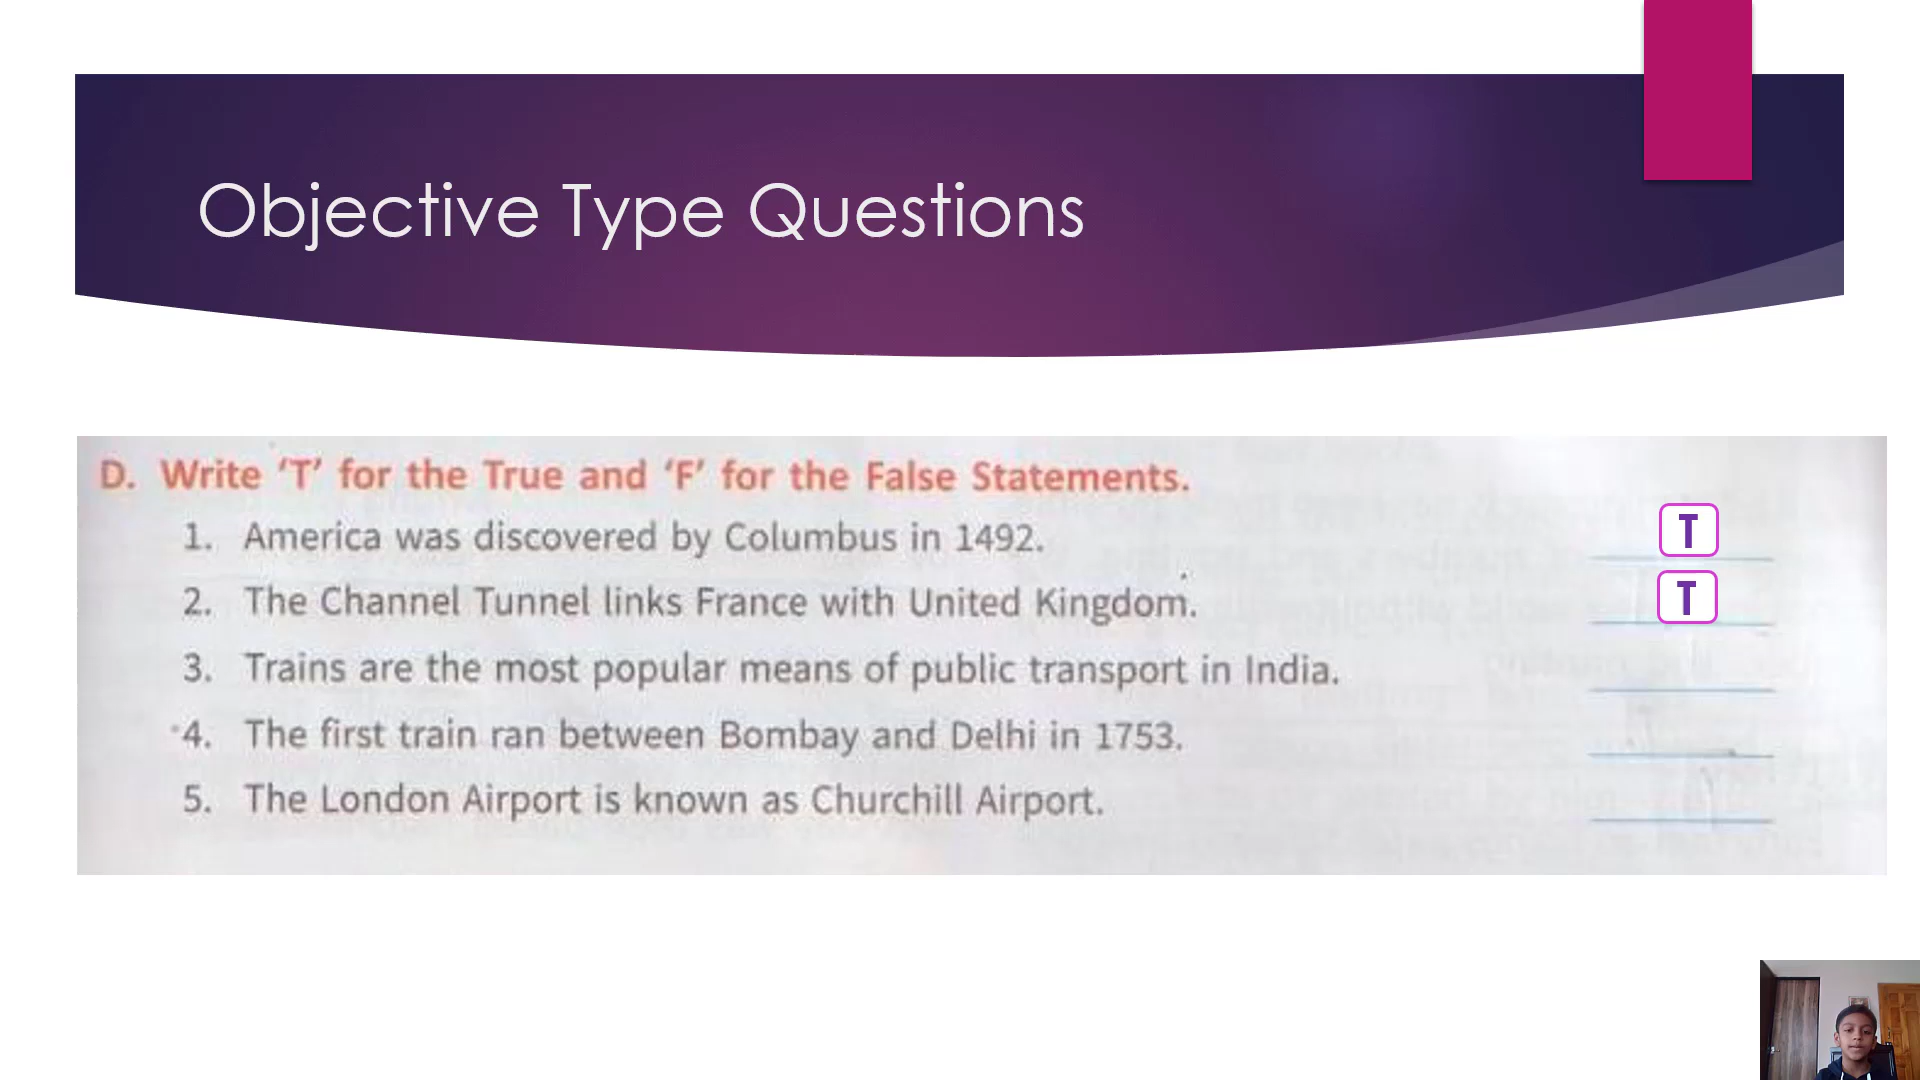 Objective Type Questions
D. Write ‘T’ for the True and ‘F’ for the False Statements.
1. America was discovered by Columbus in 1492. T
2. The Channel Tunnel links France with United Kingdom. T
3. Trains are the most popular means of public transport in India.
4. The first train ran between Bombay and Delhi in 1753.
5. The London Airport is known as Churchill Airport.